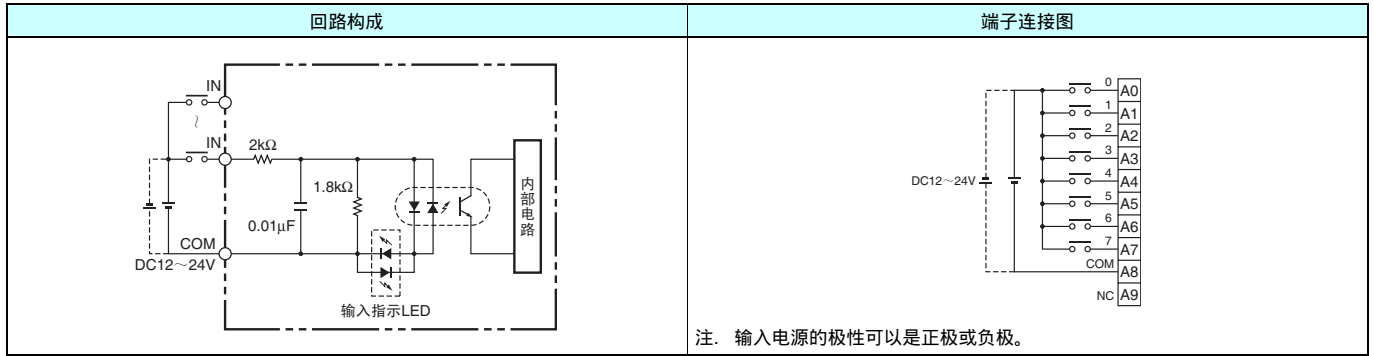 回路构成
端子连接图
IN
IN
2kΩ
1.8kΩ
0.01μF
COM
DC12～24V
输入指示LED
内部电路
DC12～24V
0 A0
1 A1
2 A2
3 A3
4 A4
5 A5
6 A6
7 A7
COM A8
NC A9
注. 输入电源的极性可以是正极或负极。